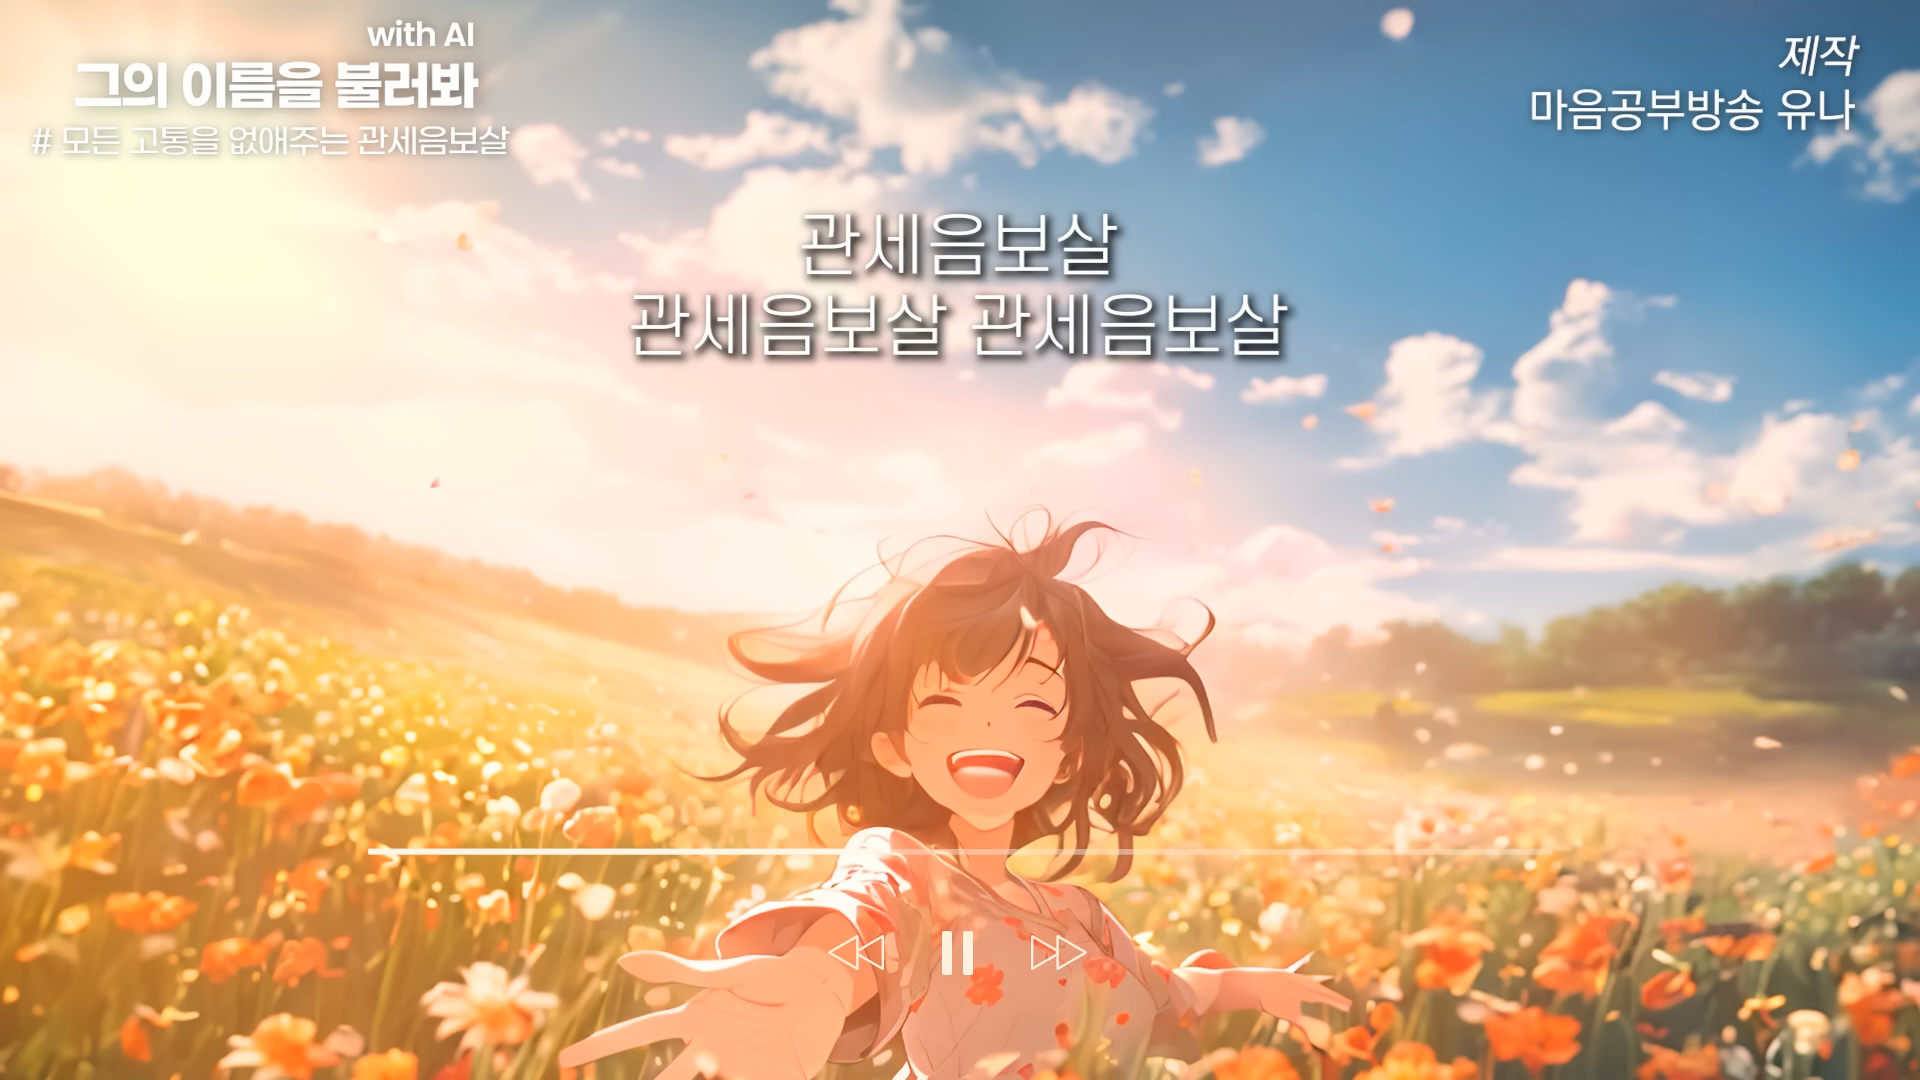 with AI
그의 이름을 불러봐
# 모든 고통을 없애주는 관세음보살
제작
마음공부방송 유나
관세음보살
관세음보살 관세음보살